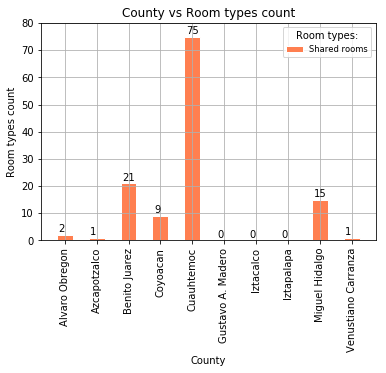 County vs Room types count
Room types:
Shared rooms
Room types count
80
70
60
50
40
30
20
10
0
2
1
21
9
75
0
0
0
15
1
Alvaro Obregon
Azcapotzalco
Benito Juarez
Coyoacan
Cuauhtemoc
Gustavo A. Madero
Iztacalco
Iztapalapa
Miguel Hidalgo
Venustiano Carranza
County